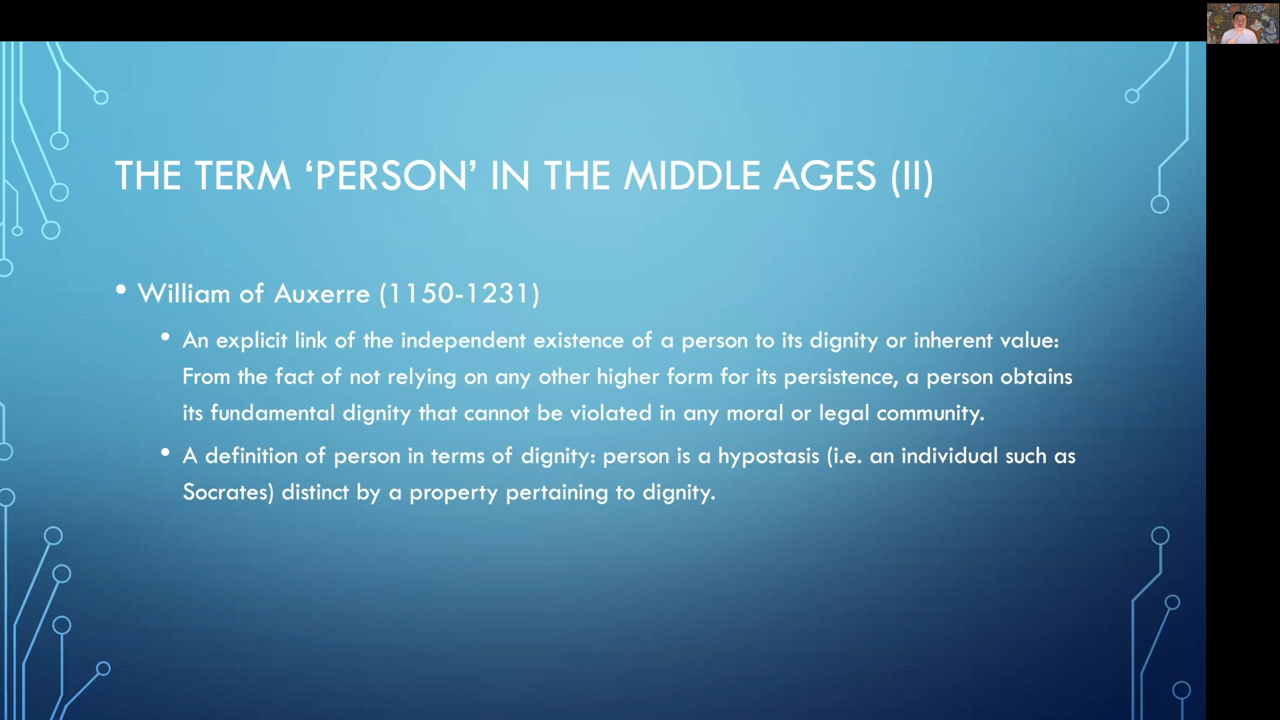 THE TERM ‘PERSON’ IN THE MIDDLE AGES (II)
• William of Auxerre (1150-1231)
• An explicit link of the independent existence of a person to its dignity or inherent value:
From the fact of not relying on any other higher form for its persistence, a person obtains
its fundamental dignity that cannot be violated in any moral or legal community.
• A definition of person in terms of dignity: person is a hypostasis (i.e. an individual such as
Socrates) distinct by a property pertaining to dignity.